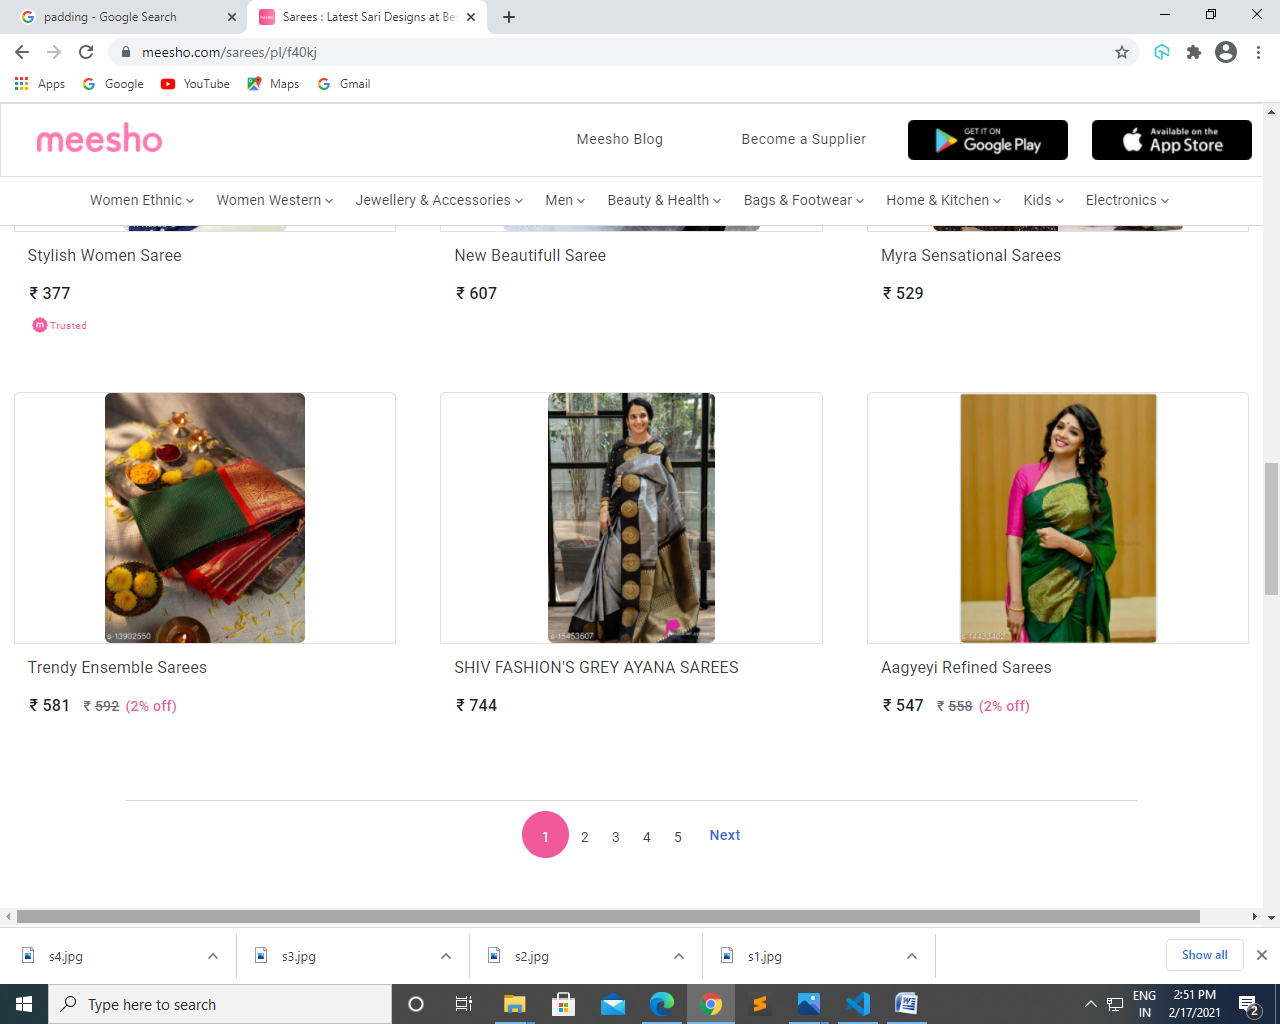 padding - Google Search
Sarees : Latest Sari Designs at Be
meesho.com/sarees/pl/f40kj
Apps Google YouTube Maps Gmail
meesho
Meesho Blog Become a Supplier GET IT ON Google Play Available on the App Store
Women Ethnic Women Western Jewellery & Accessories Men Beauty & Health Bags & Footwear Home & Kitchen Kids Electronics
Stylish Women Saree New Beautifull Saree Myra Sensational Sarees
₹ 377 ₹ 607 ₹ 529
m Trusted
s-13902550 s-15453607
Trendy Ensemble Sarees SHIV FASHION'S GREY AYANA SAREES Aagyeyi Refined Sarees
₹ 581 ₹ 592 (2% off) ₹ 744 ₹ 547 ₹ 558 (2% off)
1 2 3 4 5 Next
s4.jpg s3.jpg s2.jpg s1.jpg Show all
Type here to search
ENG 2:51 PM
IN 2/17/2021 2